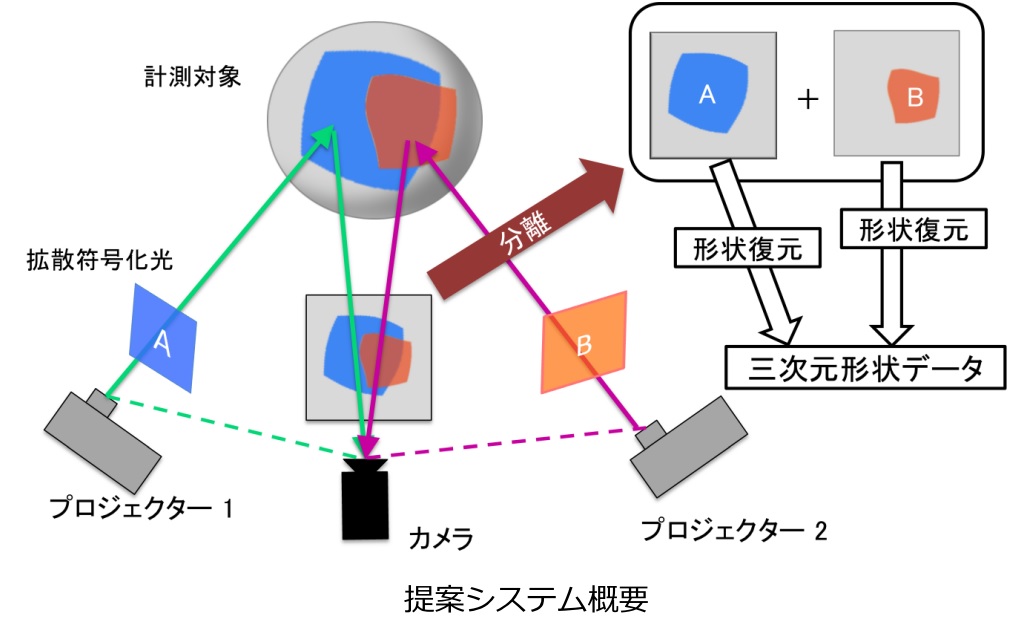 計測対象
A
+
B
分離
形状復元
形状復元
拡散符号化光
A
B
三次元形状データ
プロジェクター 1
カメラ
プロジェクター 2
提案システム概要